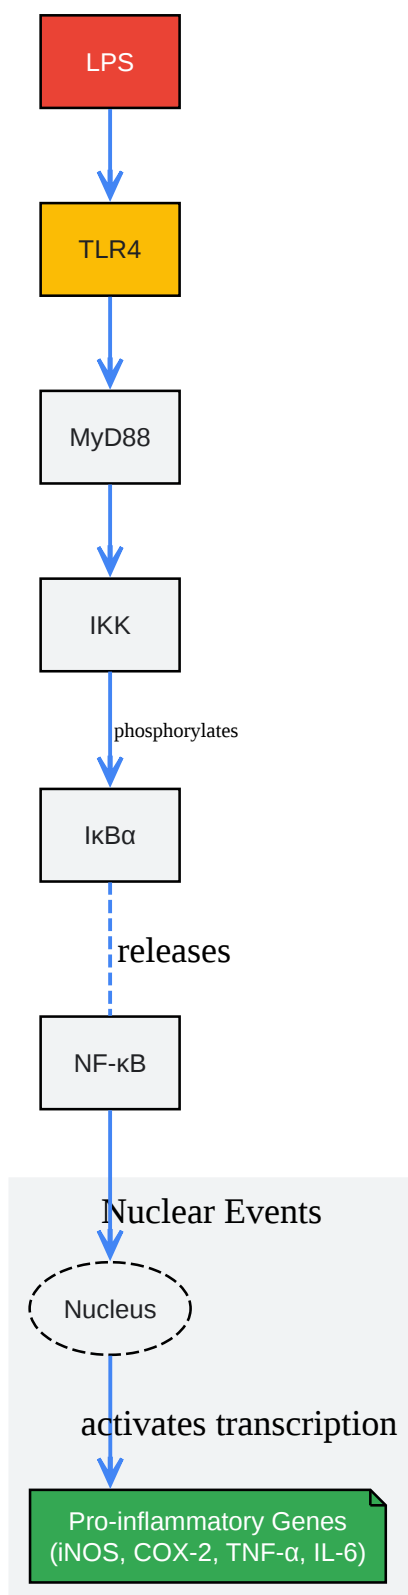 LPS
TLR4
MyD88
IKK
phosphorylates
IκBα
releases
NF-κB
Nuclear Events
Nucleus
activates transcription
Pro-inflammatory Genes
(iNOS, COX-2, TNF-α, IL-6)